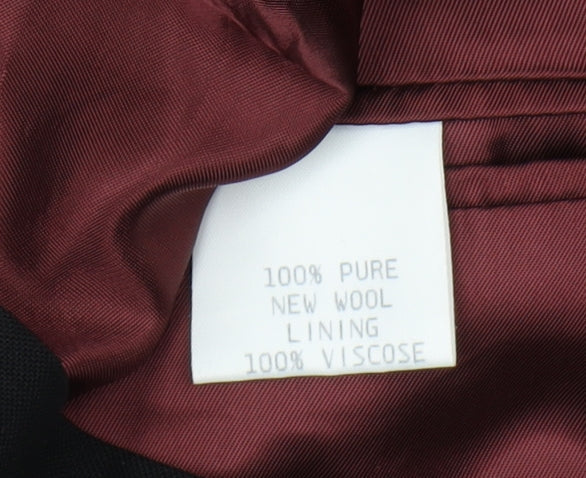 100% PURE
NEW WOOL
LINING
100% VISCOSE